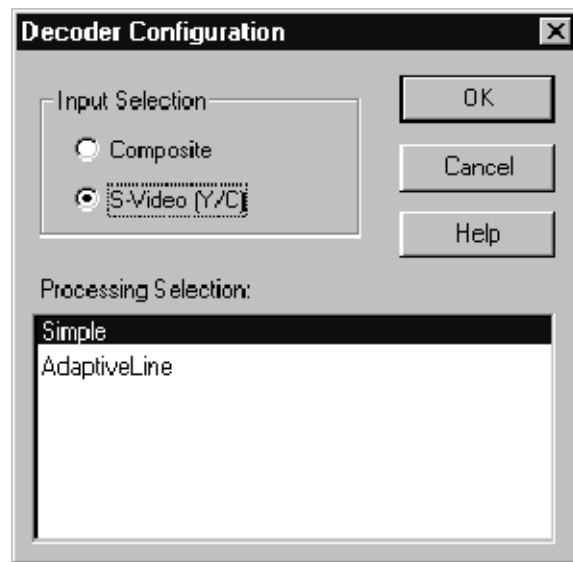 Decoder Configuration
Input Selection
Composite
S-Video (Y/C)
OK
Cancel
Help
Processing Selection:
Simple
AdaptiveLine